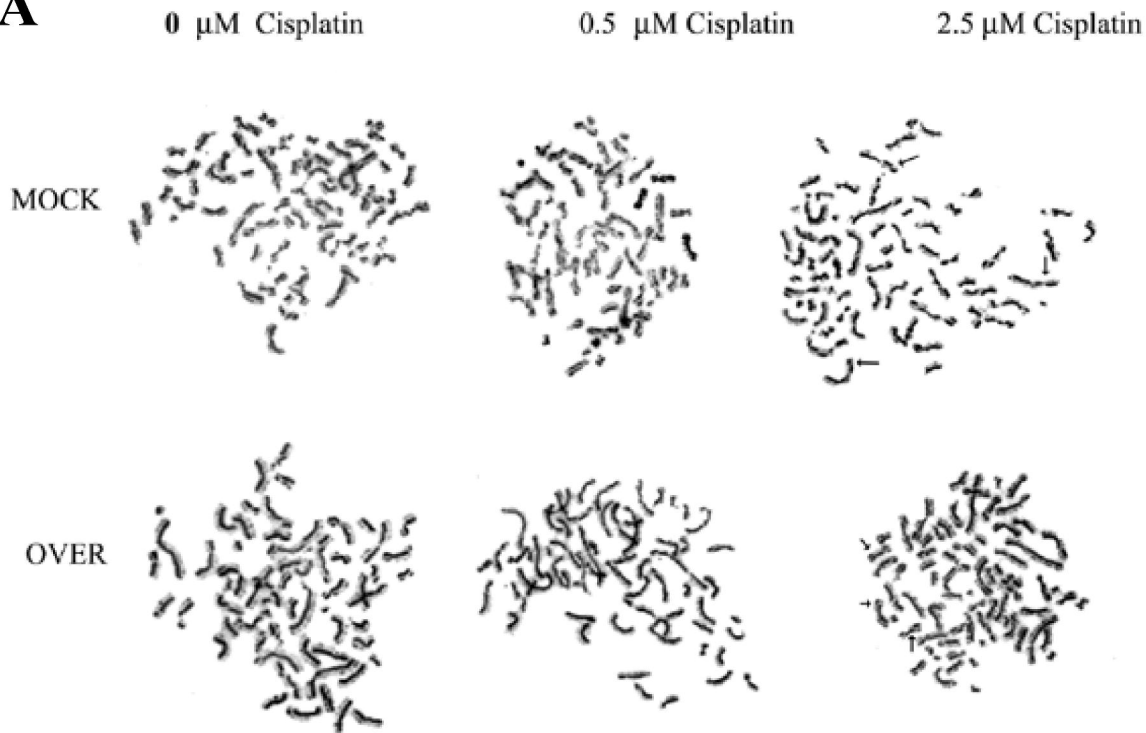 A
0 μM Cisplatin
0.5 μM Cisplatin
2.5 μM Cisplatin
MOCK
OVER